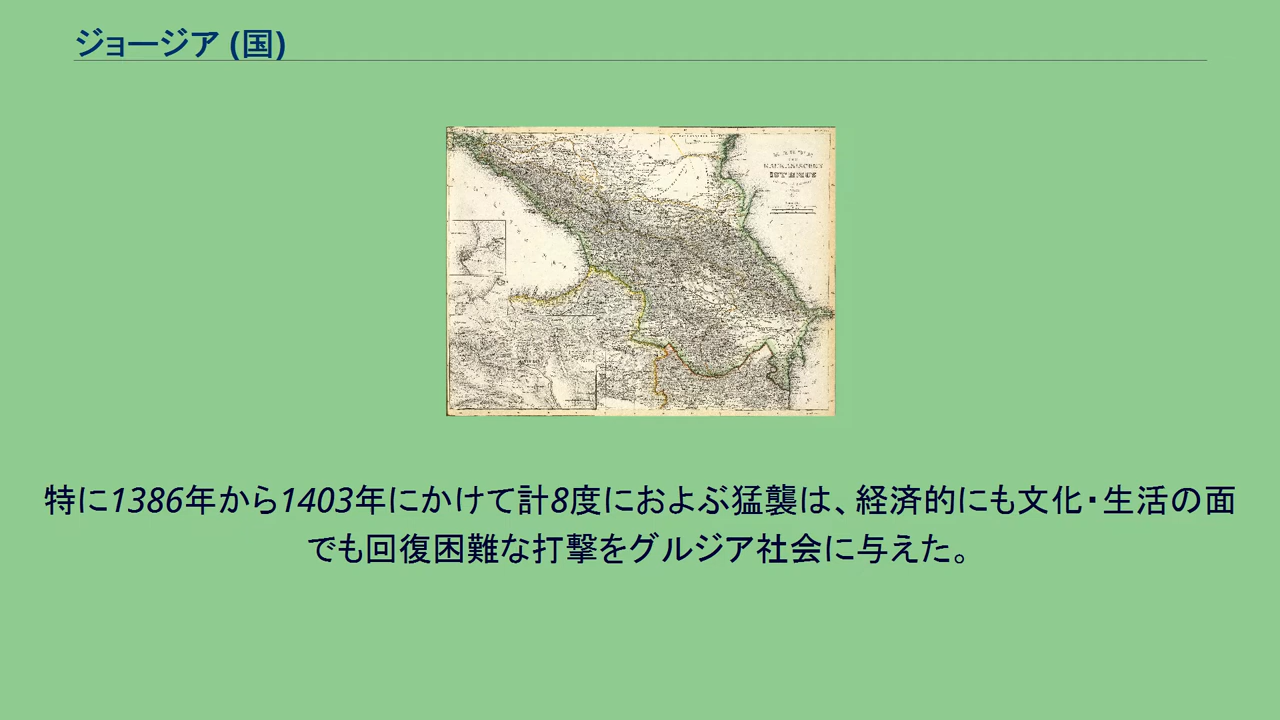 ジョージア (国)
KAUKASISCHEN
ISTHMUS
特に1386年から1403年にかけて計8度におよぶ猛襲は、経済的にも文化・生活の面
でも回復困難な打撃をグルジア社会に与えた。